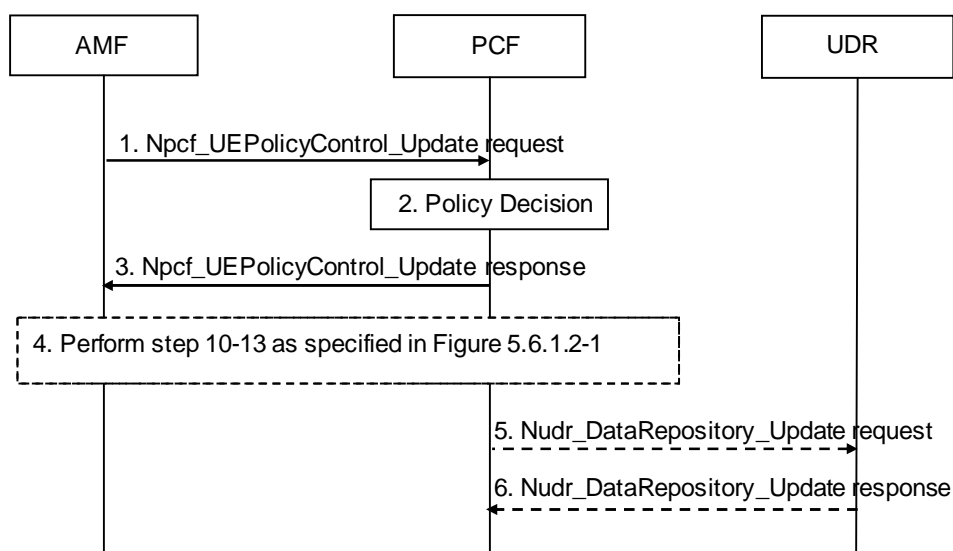 AMF
PCF
UDR
1. Npcf_UEPolicyControl_Update request
2. Policy Decision
3. Npcf_UEPolicyControl_Update response
4. Perform step 10-13 as specified in Figure 5.6.1.2-1
5. Nudr_DataRepository_Update request
6. Nudr_DataRepository_Update response